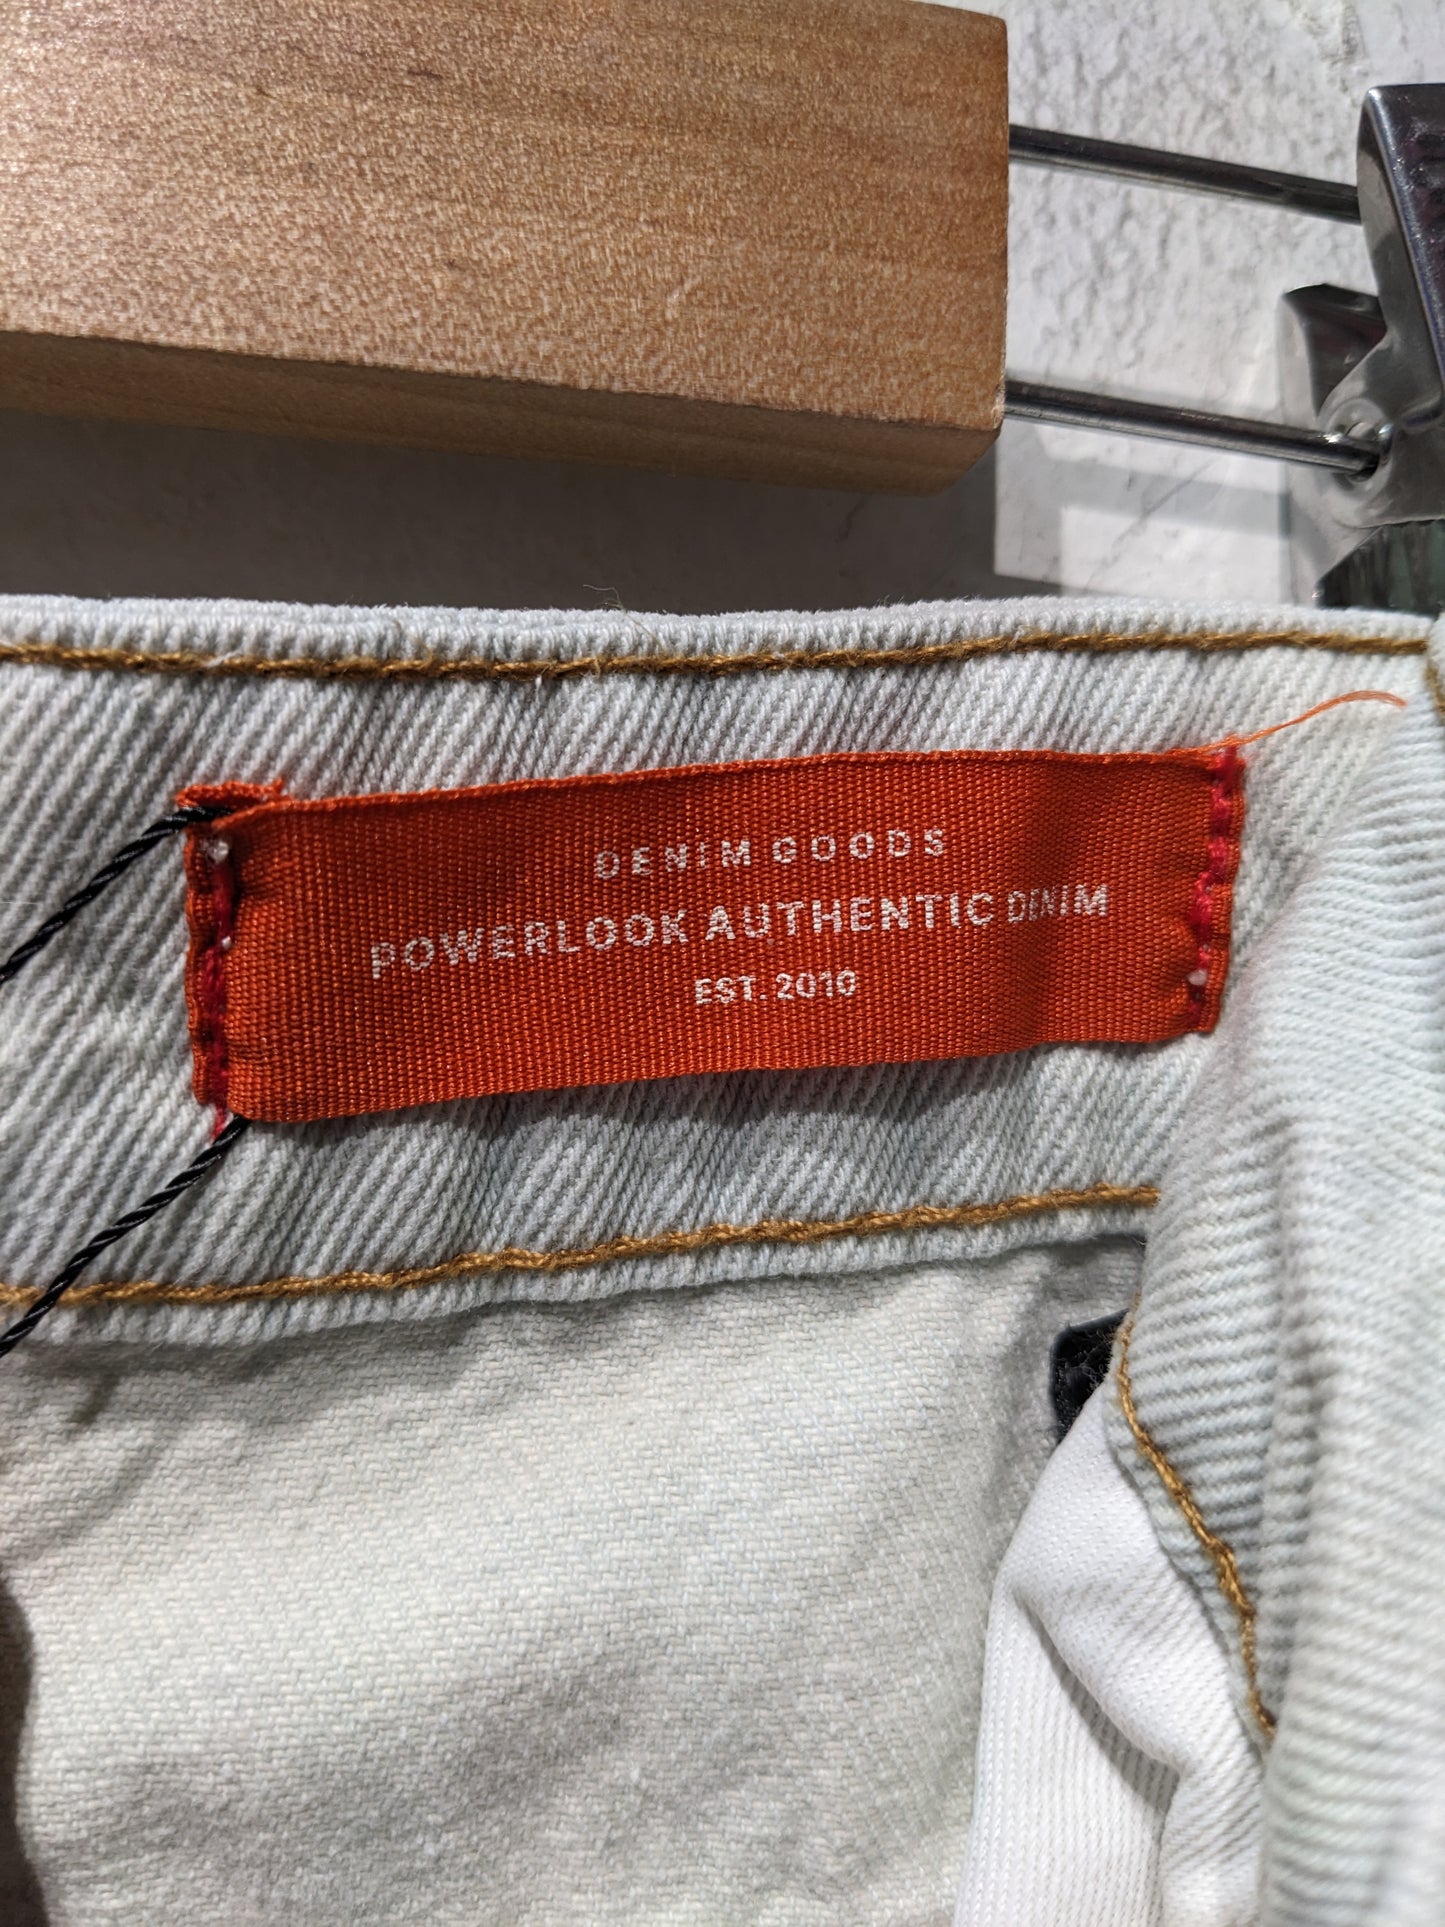 DENIM GOODS
POWERLOOK AUTHENTIC DENIM
EST. 2010